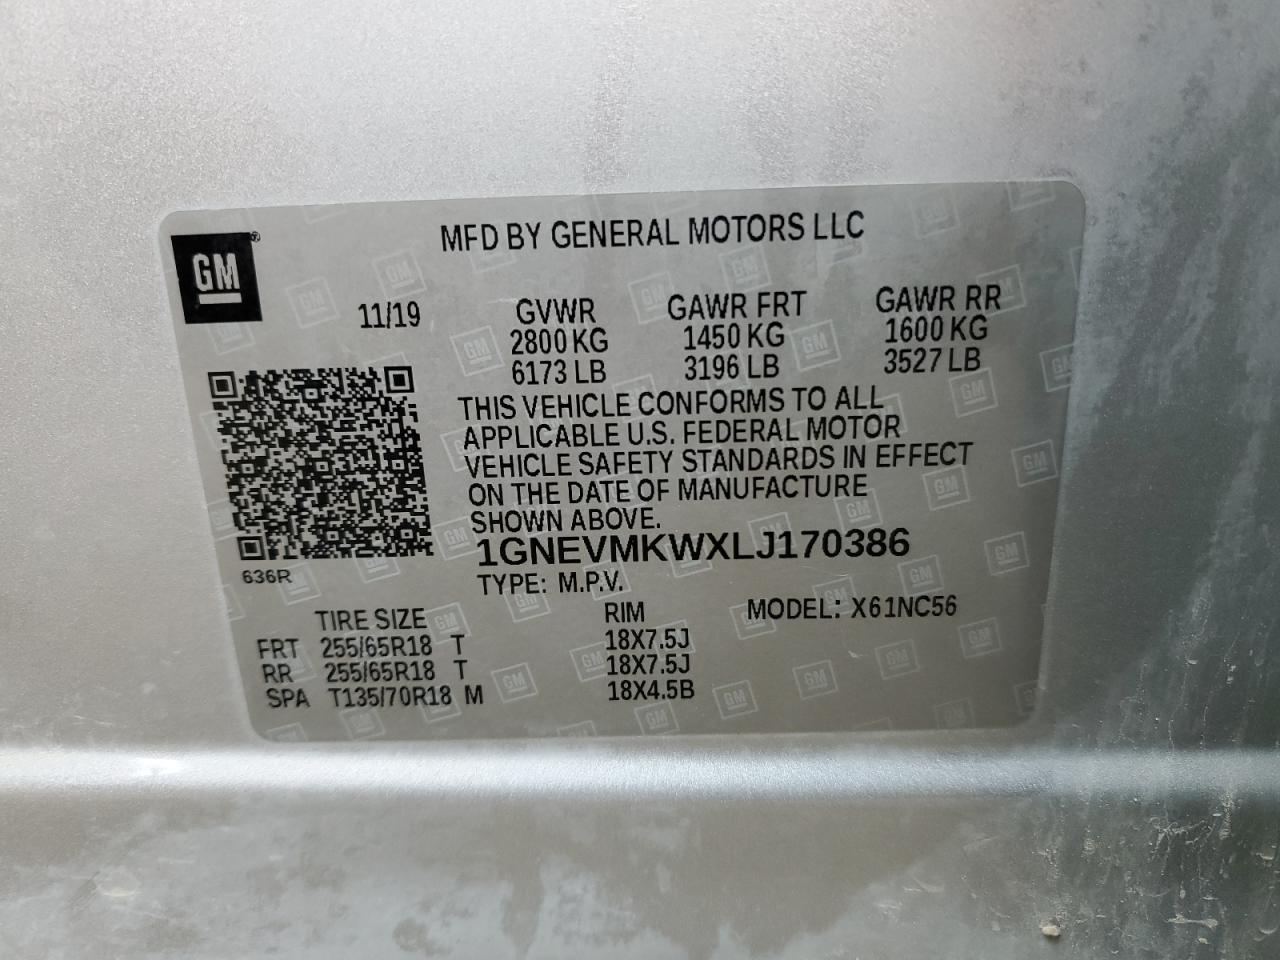 MFD BY GENERAL MOTORS LLC
GM®
11/19 GVWR GAWR FRT GAWR RR
2800 KG 1450 KG 1600 KG
6173 LB 3196 LB 3527 LB
THIS VEHICLE CONFORMS TO ALL
APPLICABLE U.S. FEDERAL MOTOR
VEHICLE SAFETY STANDARDS IN EFFECT
ON THE DATE OF MANUFACTURE
SHOWN ABOVE.
1GNEVMKWXLJ170386
636R
TYPE: M.P.V.
TIRE SIZE RIM MODEL: X61NC56
FRT 255/65R18 T 18X7.5J
RR 255/65R18 T 18X7.5J
SPA T135/70R18 M 18X4.5B